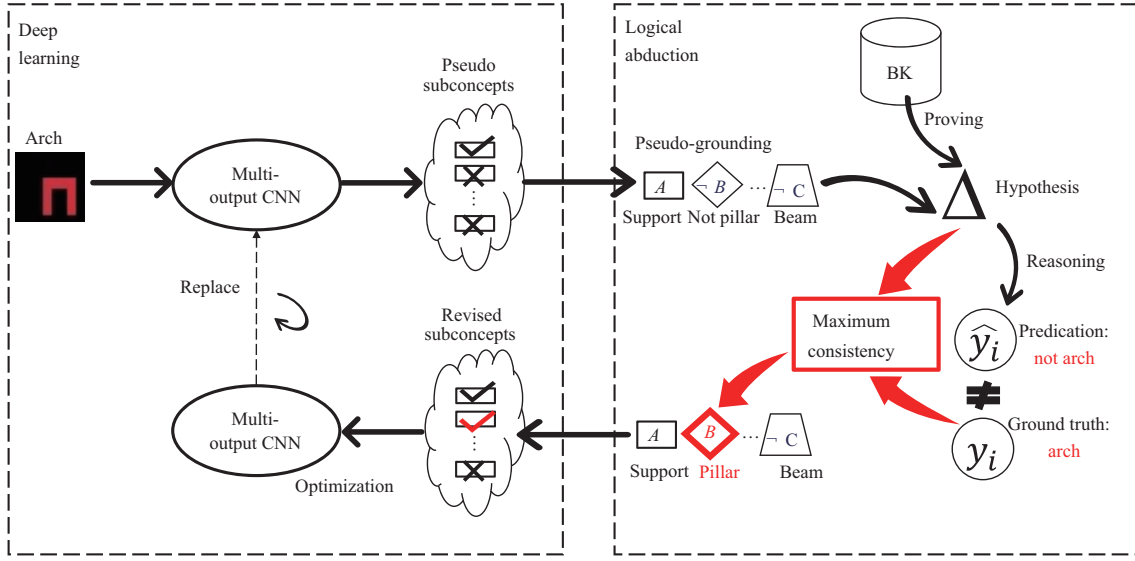 Deep
learning
Arch
Multi-
output CNN
Pseudo
subconcepts
Replace
Revised
subconcepts
Multi-
output CNN
Optimization
Logical
abduction
BK
Proving
Pseudo-grounding
A
¬ B
...
¬ C
Support
Not pillar
Beam
Hypothesis
Reasoning
Maximum
consistency
ŷᵢ
Predication:
not arch
≠
yᵢ
Ground truth:
arch
A
B
...
¬ C
Support
Pillar
Beam